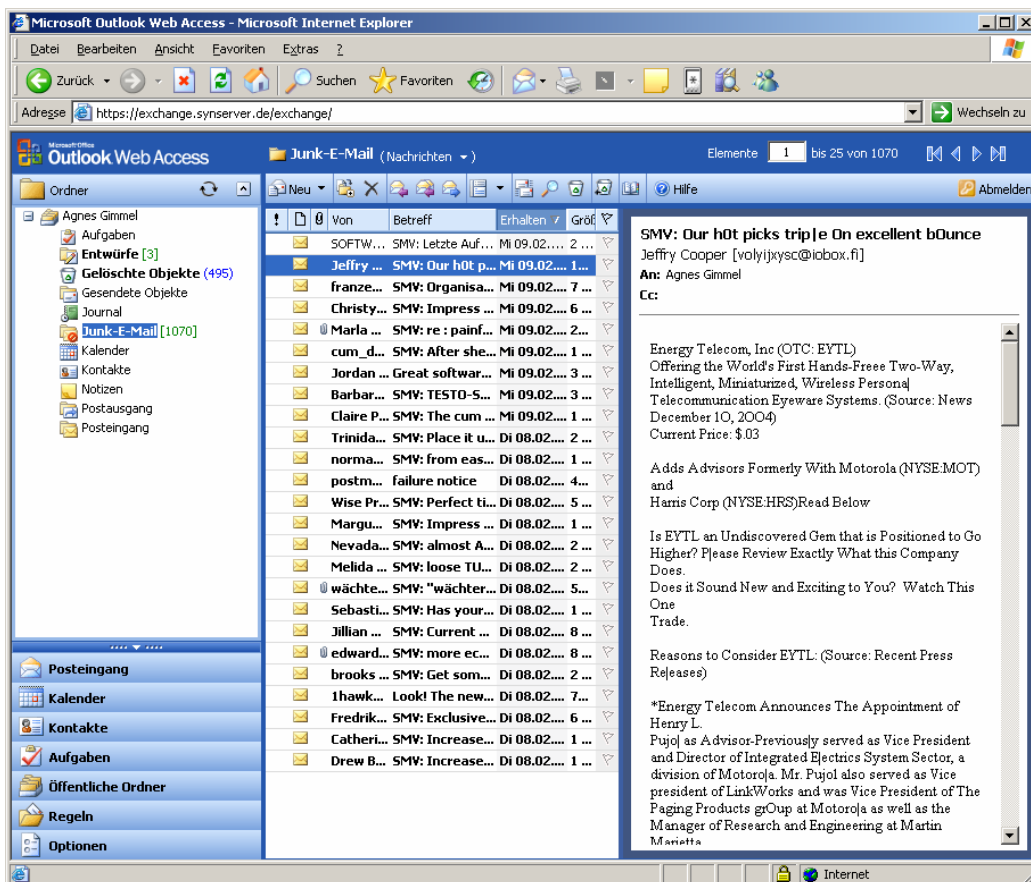 Microsoft Outlook Web Access - Microsoft Internet Explorer
Datei Bearbeiten Ansicht Favoriten Extras ?
Zurück Suchen Favoriten
Adresse https://exchange.synserver.de/exchange/ Wechseln zu
Microsoft Office
Outlook Web Access
Junk-E-Mail (Nachrichten)
Elemente 1 bis 25 von 1070
Ordner
Neu Hilfe Abmelden
Agnes Gimmel
Aufgaben
Entwürfe [3]
Gelöschte Objekte (495)
Gesendete Objekte
Journal
Junk-E-Mail [1070]
Kalender
Kontakte
Notizen
Postausgang
Posteingang
Posteingang
Kalender
Kontakte
Aufgaben
Öffentliche Ordner
Regeln
Optionen
! Von Betreff Erhalten Größ
SOFTW... SMV: Letzte Auf... Mi 09.02.... 2 ...
Jeffry ... SMV: Our h0t p... Mi 09.02.... 1...
franze... SMV: Organisa... Mi 09.02.... 7 ...
Christy... SMV: Impress ... Mi 09.02.... 6 ...
Marla ... SMV: re : painf... Mi 09.02.... 2...
cum_d... SMV: After she... Mi 09.02.... 1 ...
Jordan ... Great softwar... Mi 09.02.... 3 ...
Barbar... SMV: TESTO-S... Mi 09.02.... 3 ...
Claire P... SMV: The cum ... Mi 09.02.... 1 ...
Trinida... SMV: Place it u... Di 08.02.... 2 ...
norma... SMV: from eas... Di 08.02.... 1 ...
postm... failure notice Di 08.02.... 4...
Wise Pr... SMV: Perfect ti... Di 08.02.... 5 ...
Margu... SMV: Impress ... Di 08.02.... 1 ...
Nevada... SMV: almost A... Di 08.02.... 2 ...
Melida ... SMV: loose TU... Di 08.02.... 2 ...
wächte... SMV: "wächter... Di 08.02.... 5...
Sebasti... SMV: Has your... Di 08.02.... 1 ...
Jillian ... SMV: Current ... Di 08.02.... 8 ...
edward... SMV: more ec... Di 08.02.... 8 ...
brooks ... SMV: Get som... Di 08.02.... 2 ...
1hawk... Look! The new... Di 08.02.... 7...
Fredrik... SMV: Exclusive... Di 08.02.... 6 ...
Catheri... SMV: Increase... Di 08.02.... 1 ...
Drew B... SMV: Increase... Di 08.02.... 1 ...
SMV: Our h0t picks trip|e On excellent b0unce
Jeffry Cooper [volyijxysc@iobox.fi]
An: Agnes Gimmel
Cc:
Energy Telecom, Inc (OTC: EYTL)
Offering the World's First Hands-Freee Two-Way,
Intelligent, Miniaturized, Wireless Persona|
Telecommunication Eyeware Systems. (Source: News
December 1O, 2OO4)
Current Price: $.03
Adds Advisors Formerly With Motorola (NYSE:MOT)
and
Harris Corp (NYSE:HRS)Read Below
Is EYTL an Undiscovered Gem that is Positioned to Go
Higher? P|ease Review Exactly What this Company
Does.
Does it Sound New and Exciting to You? Watch This
One
Trade.
Reasons to Consider EYTL: (Source: Recent Press
Re|eases)
*Energy Telecom Announces The Appointment of
Henry L.
Pujo| as Advisor-Previous|y served as Vice President
and Director of Integrated E|ectrics System Sector, a
division of Motoro|a. Mr. Pujol also served as Vice
president of LinkWorks and was Vice President of The
Paging Products grOup at Motoro|a as well as the
Manager of Research and Engineering at Martin
Marietta
Internet